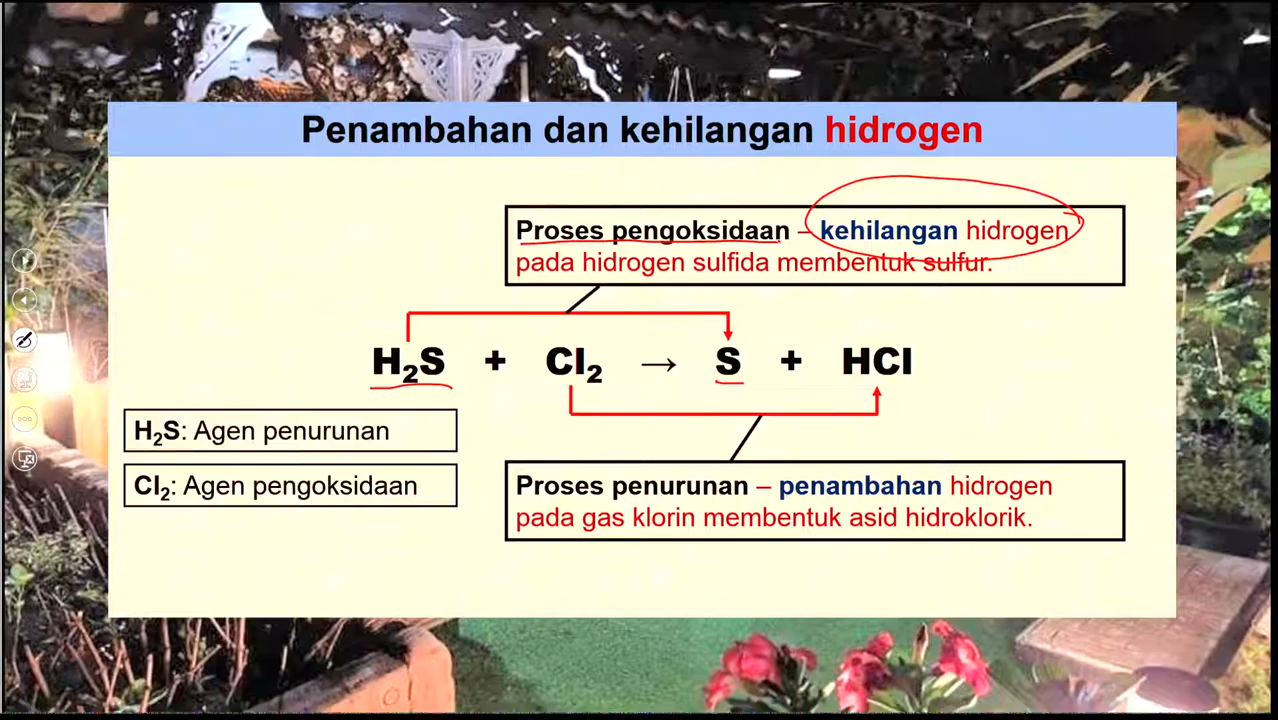 Penambahan dan kehilangan hidrogen
Proses pengoksidaan – kehilangan hidrogen
pada hidrogen sulfida membentuk sulfur.
H₂S + Cl₂ → S + HCl
H₂S: Agen penurunan
Cl₂: Agen pengoksidaan
Proses penurunan – penambahan hidrogen
pada gas klorin membentuk asid hidroklorik.